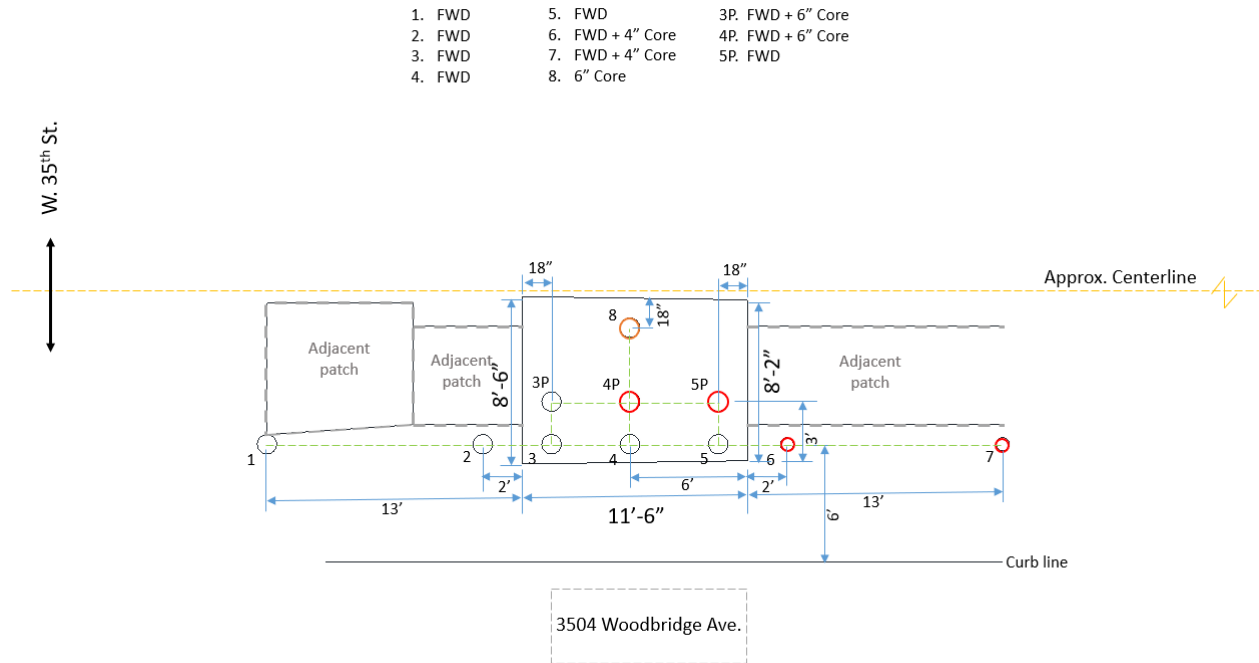 1. FWD
2. FWD
3. FWD
4. FWD
5. FWD
6. FWD + 4” Core
7. FWD + 4” Core
8. 6” Core
3P. FWD + 6” Core
4P. FWD + 6” Core
5P. FWD
W. 35th St.
Approx. Centerline
18”
18”
8
18”
Adjacent
patch
Adjacent
patch
8’-6”
3P
4P
5P
8’-2”
Adjacent
patch
3’
1
2
3
4
5
6
7
2’
6’
2’
13’
11’-6”
13’
6’
Curb line
3504 Woodbridge Ave.